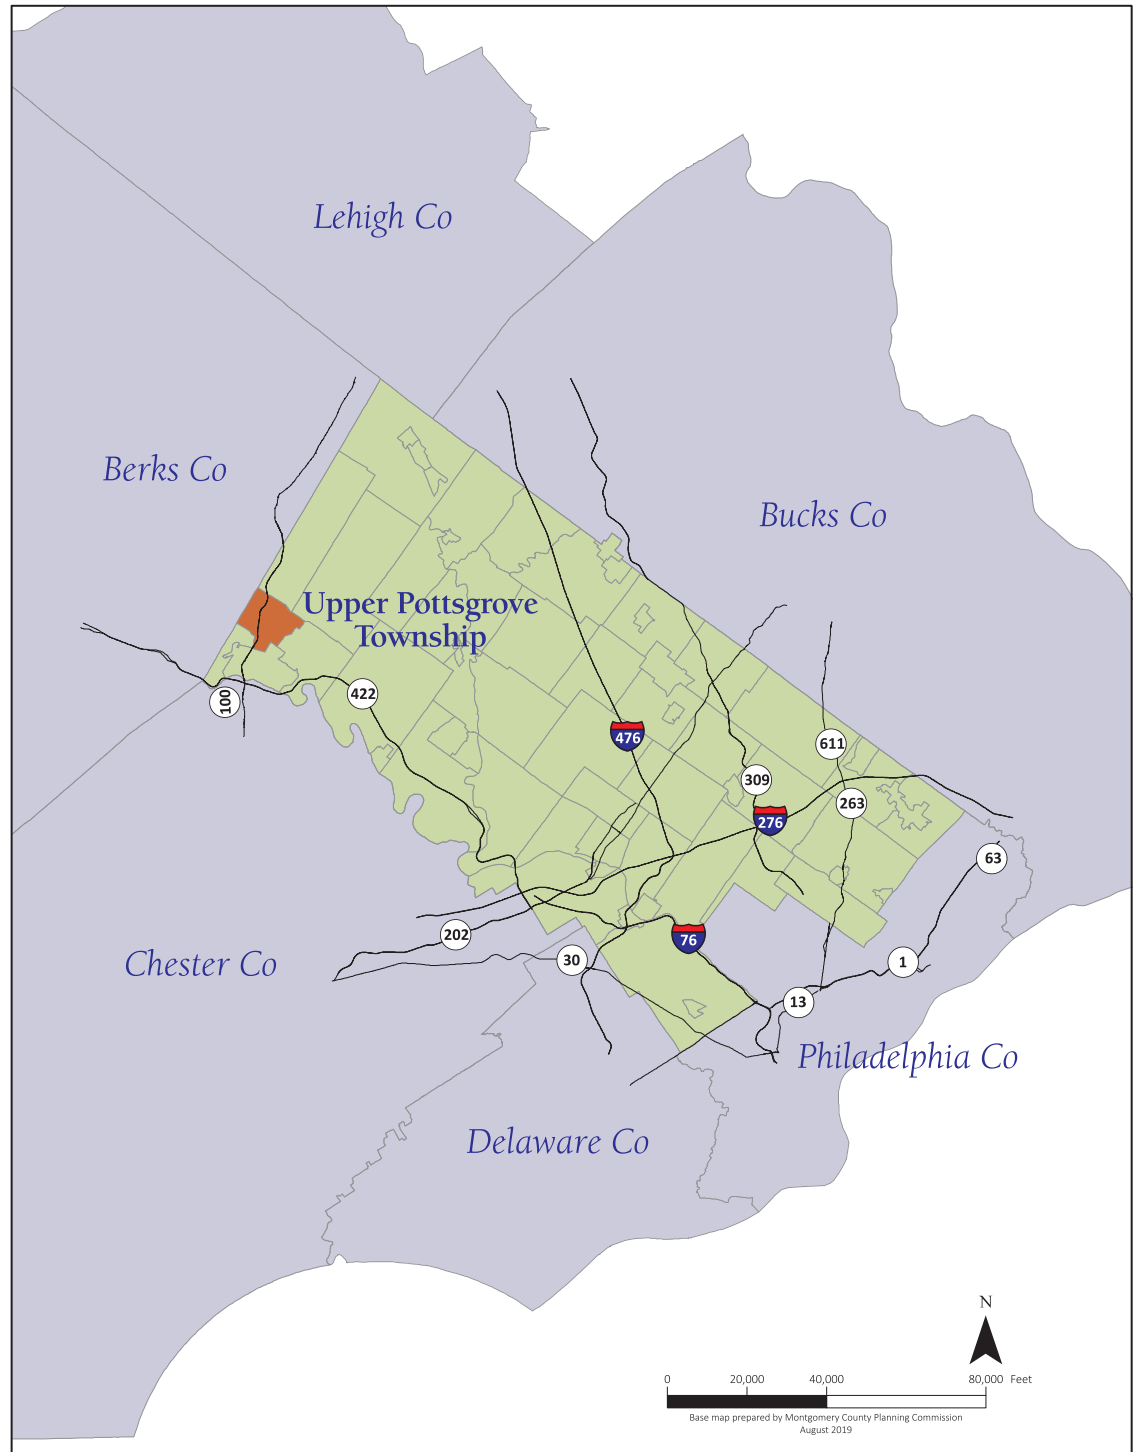 Lehigh Co
Berks Co
Bucks Co
Upper Pottsgrove
Township
100
422
476
611
309
263
276
63
202
76
30
1
Chester Co
13
Philadelphia Co
Delaware Co
N
0 20,000 40,000 80,000 Feet
Base map prepared by Montgomery County Planning Commission
August 2019